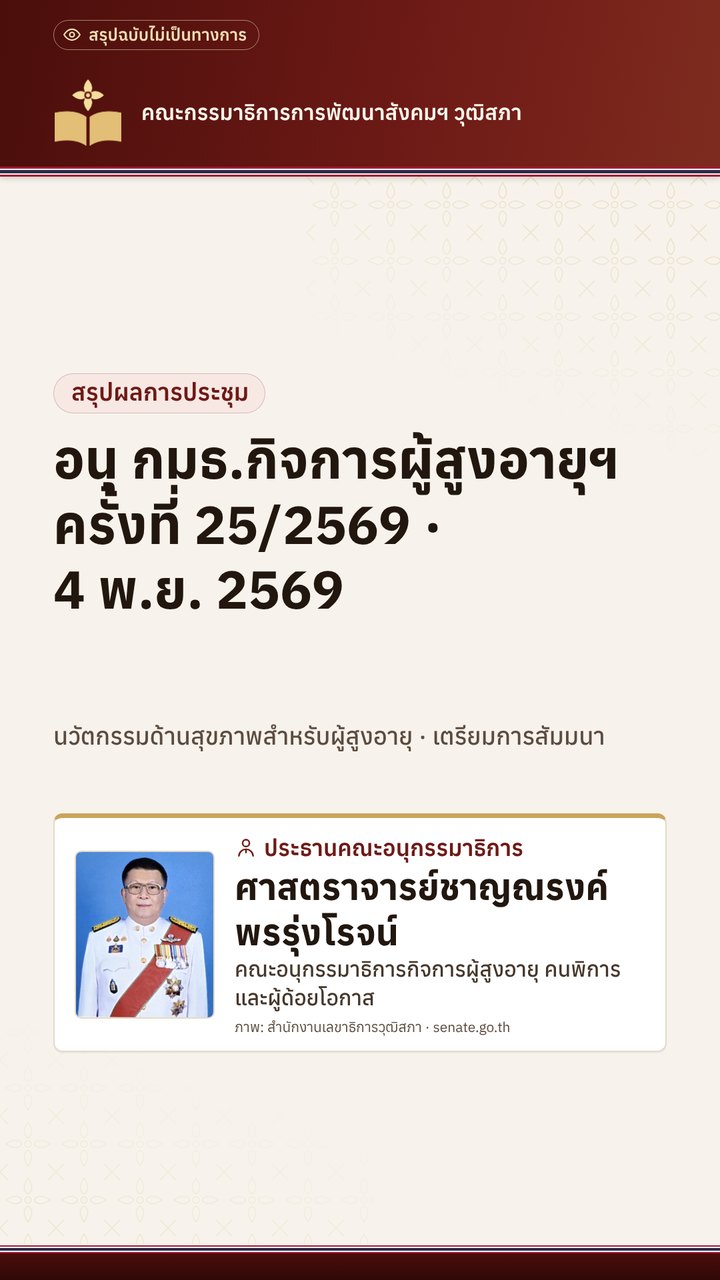 สรุปฉบับไม่เป็นทางการ
คณะกรรมาธิการการพัฒนาสังคมฯ วุฒิสภา
สรุปผลการประชุม
อนุ กมธ.กิจการผู้สูงอายุฯ
ครั้งที่ 25/2569 ·
4 พ.ย. 2569
นวัตกรรมด้านสุขภาพสำหรับผู้สูงอายุ · เตรียมการสัมมนา
ประธานคณะอนุกรรมาธิการ
ศาสตราจารย์ชาญณรงค์
พรรุ่งโรจน์
คณะอนุกรรมาธิการกิจการผู้สูงอายุ คนพิการ
และผู้ด้อยโอกาส
ภาพ: สำนักงานเลขาธิการวุฒิสภา · senate.go.th